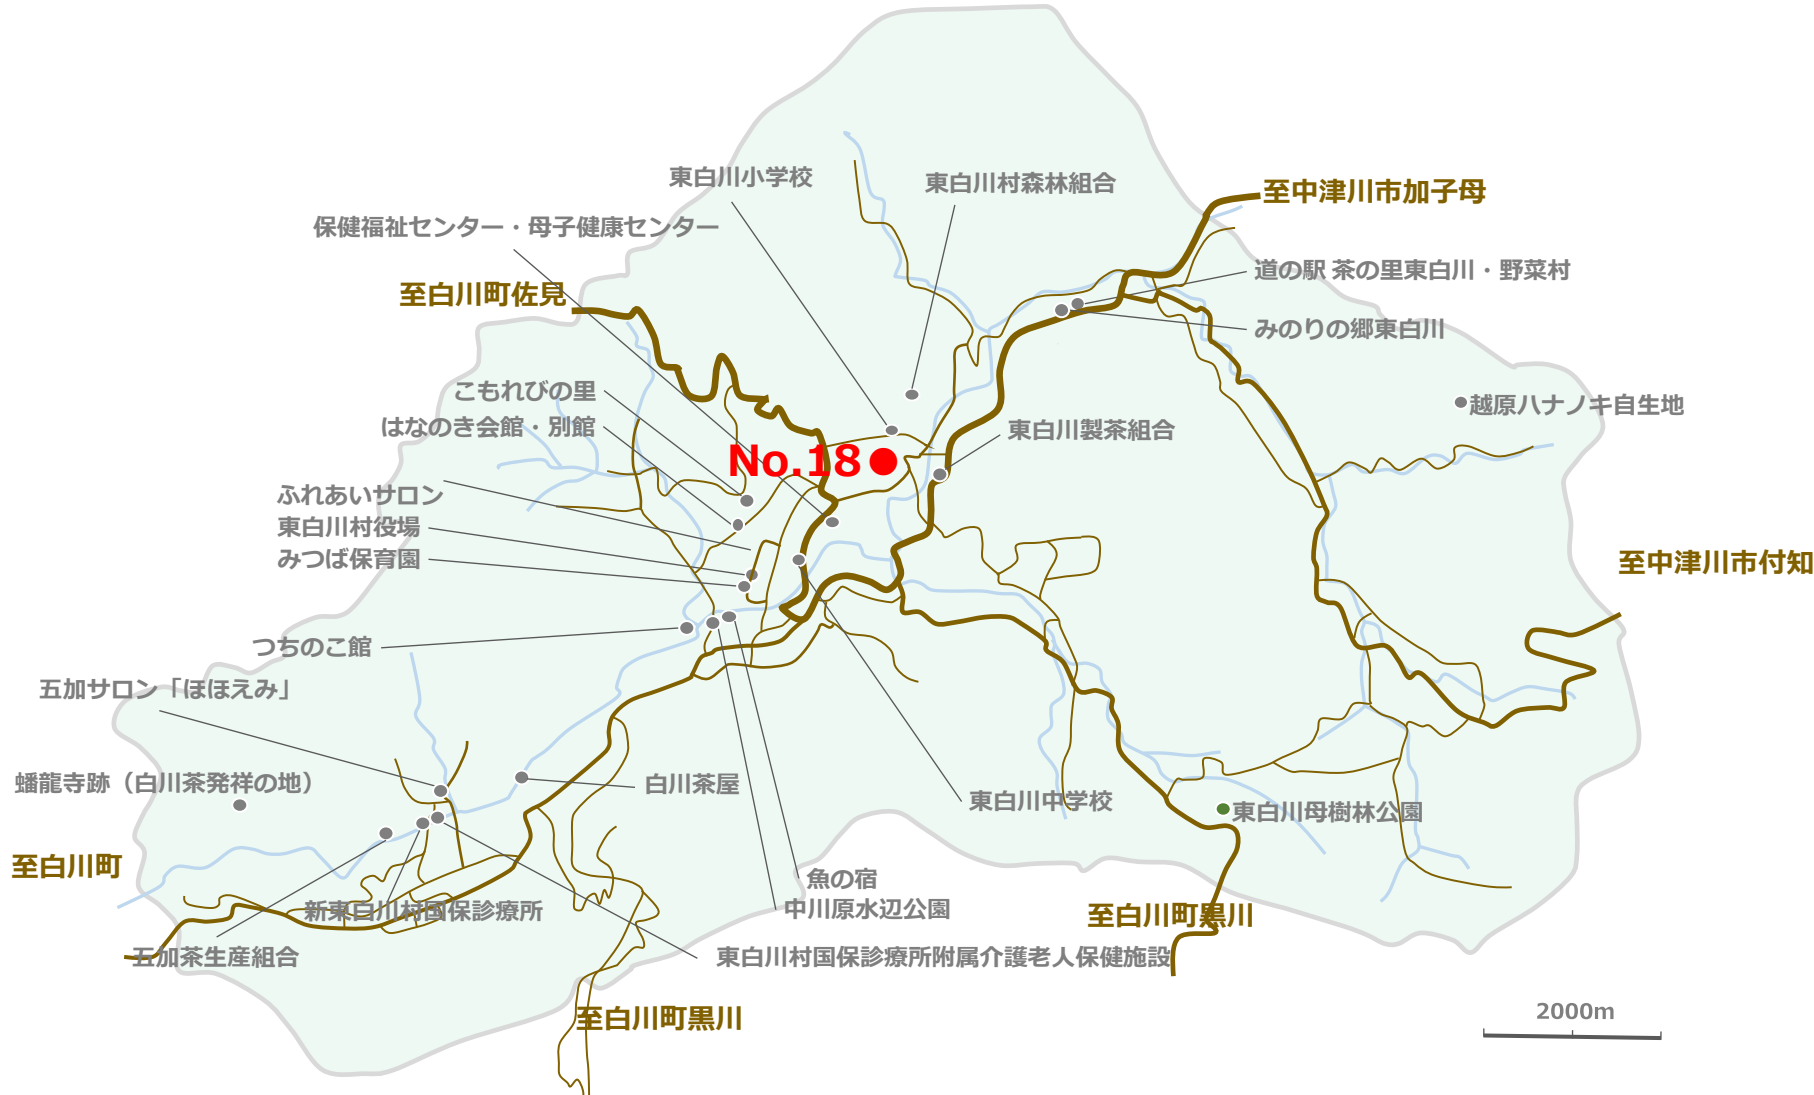 東白川小学校
東白川村森林組合
至中津川市加子母
保健福祉センター・母子健康センター
道の駅 茶の里東白川・野菜村
至白川町佐見
みのりの郷東白川
こもれびの里
越原ハナノキ自生地
はなのき会館・別館
東白川製茶組合
No.18
ふれあいサロン
東白川村役場
みつば保育園
至中津川市付知
つちのこ館
五加サロン「ほほえみ」
蟠龍寺跡（白川茶発祥の地）
白川茶屋
東白川中学校
東白川母樹林公園
至白川町
魚の宿
中川原水辺公園
新東白川村国保診療所
至白川町黒川
五加茶生産組合
東白川村国保診療所附属介護老人保健施設
至白川町黒川
2000m